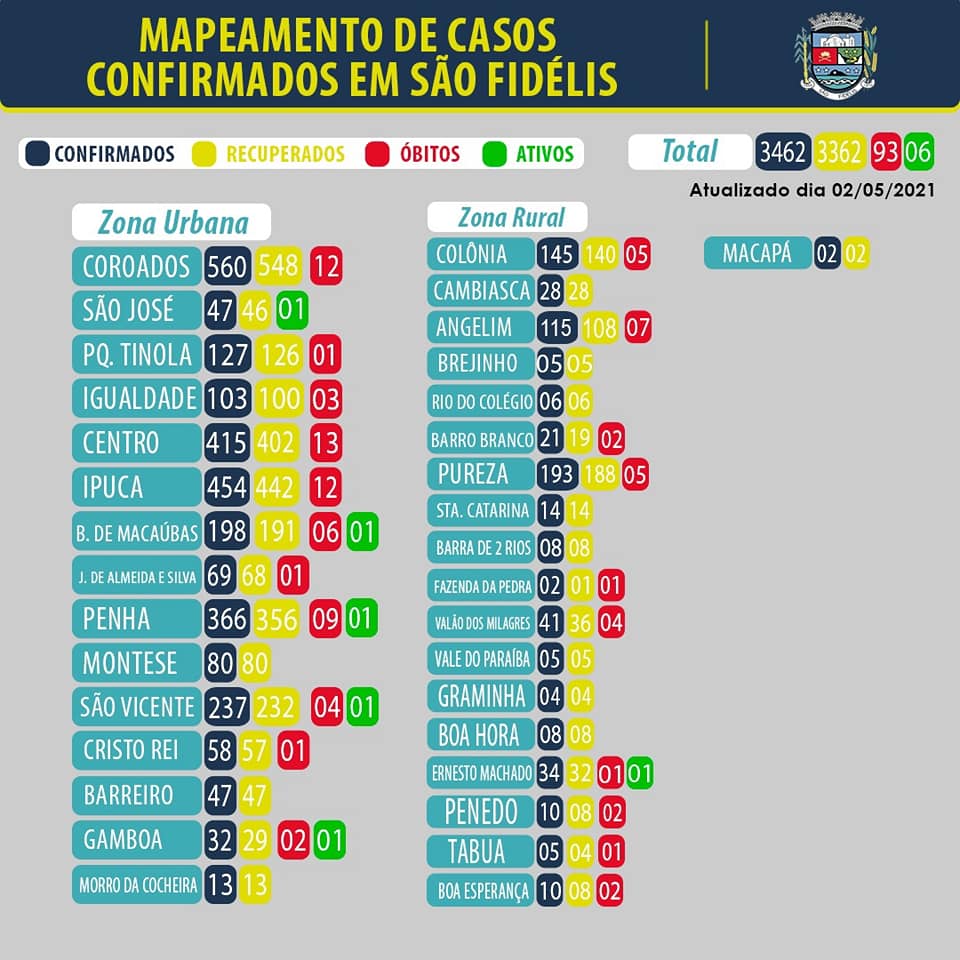 MAPEAMENTO DE CASOS
CONFIRMADOS EM SÃO FIDÉLIS
CONFIRMADOS RECUPERADOS ÓBITOS ATIVOS
Total 3462 3362 93 06
Atualizado dia 02/05/2021
Zona Urbana
COROADOS 560 548 12
SÃO JOSÉ 47 46 01
PQ. TINOLA 127 126 01
IGUALDADE 103 100 03
CENTRO 415 402 13
IPUCA 454 442 12
B. DE MACAÚBAS 198 191 06 01
J. DE ALMEIDA E SILVA 69 68 01
PENHA 366 356 09 01
MONTESE 80 80
SÃO VICENTE 237 232 04 01
CRISTO REI 58 57 01
BARREIRO 47 47
GAMBOA 32 29 02 01
MORRO DA COCHEIRA 13 13
Zona Rural
COLÔNIA 145 140 05
CAMBIASCA 28 28
ANGELIM 115 108 07
BREJINHO 05 05
RIO DO COLÉGIO 06 06
BARRO BRANCO 21 19 02
PUREZA 193 188 05
STA. CATARINA 14 14
BARRA DE 2 RIOS 08 08
FAZENDA DA PEDRA 02 01 01
VALÃO DOS MILAGRES 41 36 04
VALE DO PARAÍBA 05 05
GRAMINHA 04 04
BOA HORA 08 08
ERNESTO MACHADO 34 32 01 01
PENEDO 10 08 02
TABUA 05 04 01
BOA ESPERANÇA 10 08 02
MACAPÁ 02 02